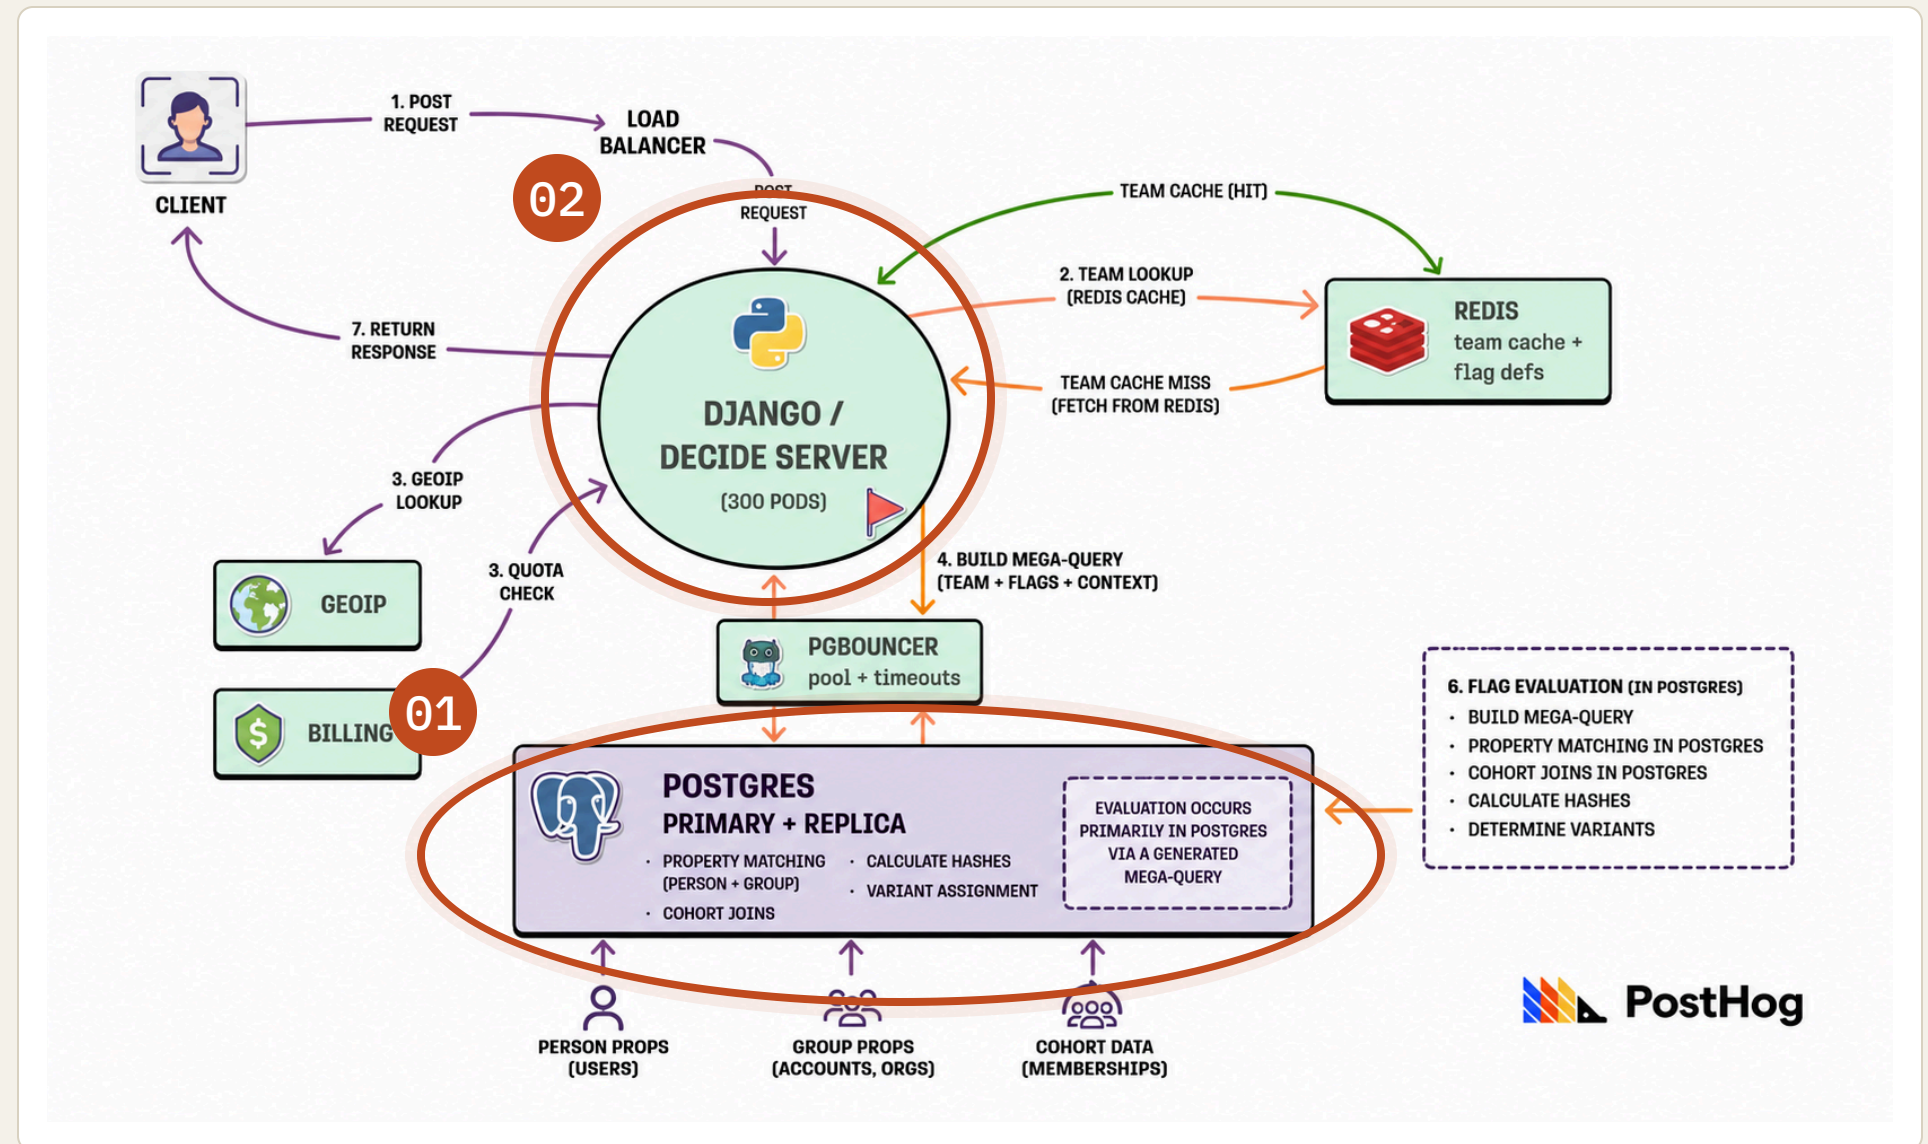 1. POST
REQUEST
LOAD
BALANCER
02
POST
REQUEST
CLIENT
TEAM CACHE (HIT)
2. TEAM LOOKUP
(REDIS CACHE)
REDIS
team cache +
flag defs
7. RETURN
RESPONSE
TEAM CACHE MISS
(FETCH FROM REDIS)
DJANGO /
DECIDE SERVER
(300 PODS)
3. GEOIP
LOOKUP
3. QUOTA
CHECK
4. BUILD MEGA-QUERY
(TEAM + FLAGS + CONTEXT)
GEOIP
PGBOUNCER
pool + timeouts
$
BILLING
01
6. FLAG EVALUATION (IN POSTGRES)
· BUILD MEGA-QUERY
· PROPERTY MATCHING IN POSTGRES
· COHORT JOINS IN POSTGRES
· CALCULATE HASHES
· DETERMINE VARIANTS
POSTGRES
PRIMARY + REPLICA
· PROPERTY MATCHING
(PERSON + GROUP)
· COHORT JOINS
· CALCULATE HASHES
· VARIANT ASSIGNMENT
EVALUATION OCCURS
PRIMARILY IN POSTGRES
VIA A GENERATED
MEGA-QUERY
PERSON PROPS
(USERS)
GROUP PROPS
(ACCOUNTS, ORGS)
COHORT DATA
(MEMBERSHIPS)
PostHog